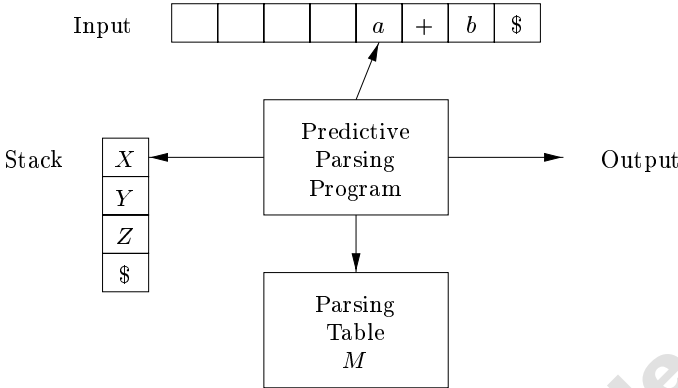 Input a + b $
Predictive
Parsing
Program
Stack
X
Y
Z
$
Output
Parsing
Table
M